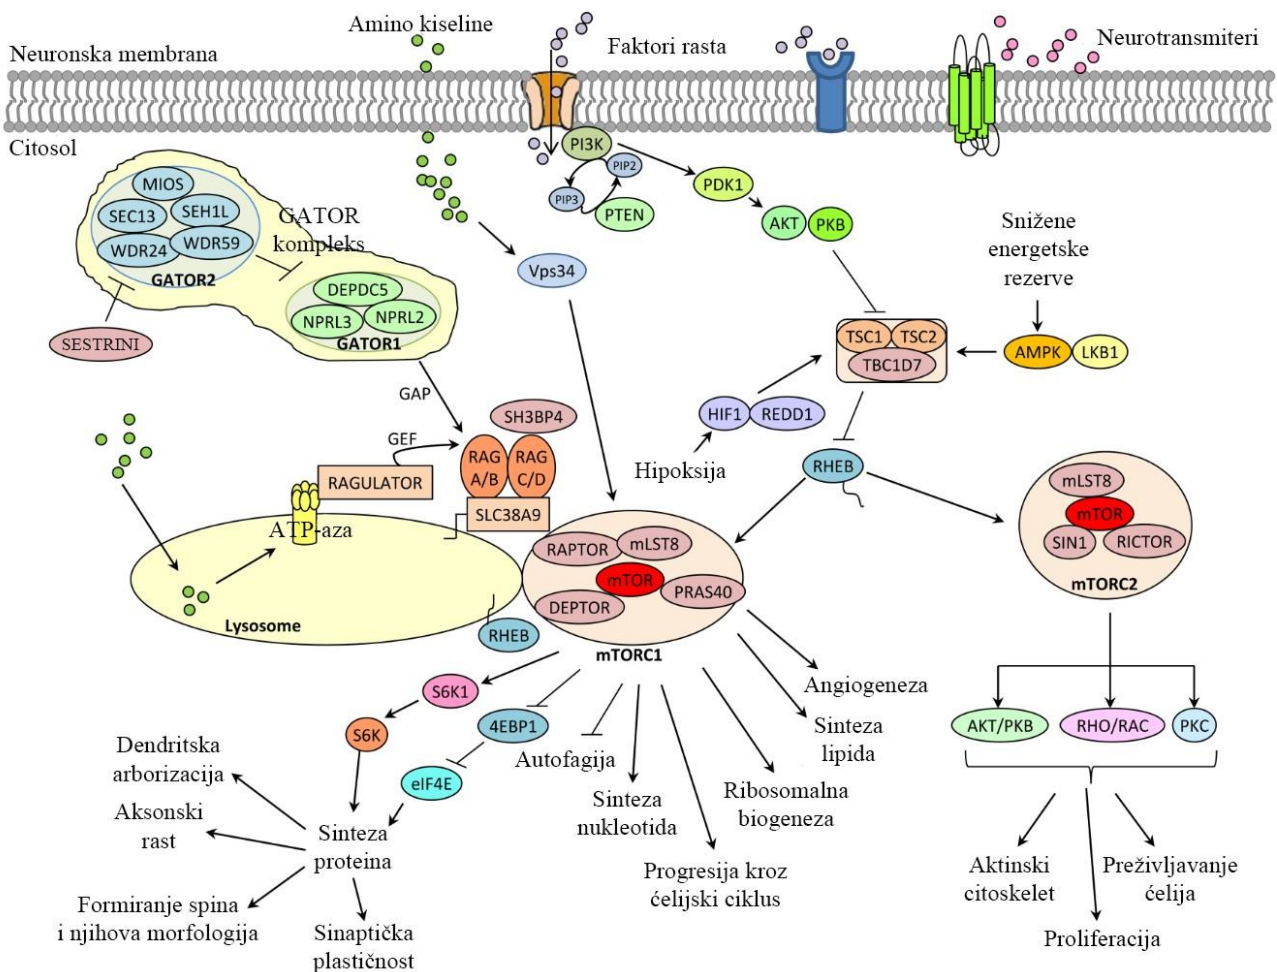 Amino kiseline
Neuronska membrana
Faktori rasta
Neurotransmiteri
Citosol
PI3K
PIP2
PIP3
PTEN
PDK1
AKT
PKB
MIOS
SEC13
SEH1L
WDR24
WDR59
GATOR2
GATOR
kompleks
DEPDC5
NPRL3
NPRL2
GATOR1
SESTRINI
Vps34
Snižene
energetske
rezerve
TSC1
TSC2
TBC1D7
AMPK
LKB1
HIF1
REDD1
Hipoksija
RHEB
GAP
GEF
SH3BP4
RAG
A/B
RAG
C/D
RAGULATOR
SLC38A9
ATP-aza
Lysosome
RHEB
RAPTOR
mLST8
mTOR
DEPTOR
PRAS40
mTORC1
mLST8
mTOR
SIN1
RICTOR
mTORC2
S6K1
S6K
4EBP1
eIF4E
Autofagija
Angiogeneza
Sinteza
lipida
Ribosomalna
biogeneza
Sinteza
nukleotida
Progresija kroz
ćelijski ciklus
Dendritska
arborizacija
Aksonski
rast
Sinteza
proteina
Formiranje spina
i njihova morfologija
Sinaptička
plastičnost
AKT/PKB
RHO/RAC
PKC
Aktinski
citoskelet
Preživljavanje
ćelija
Proliferacija